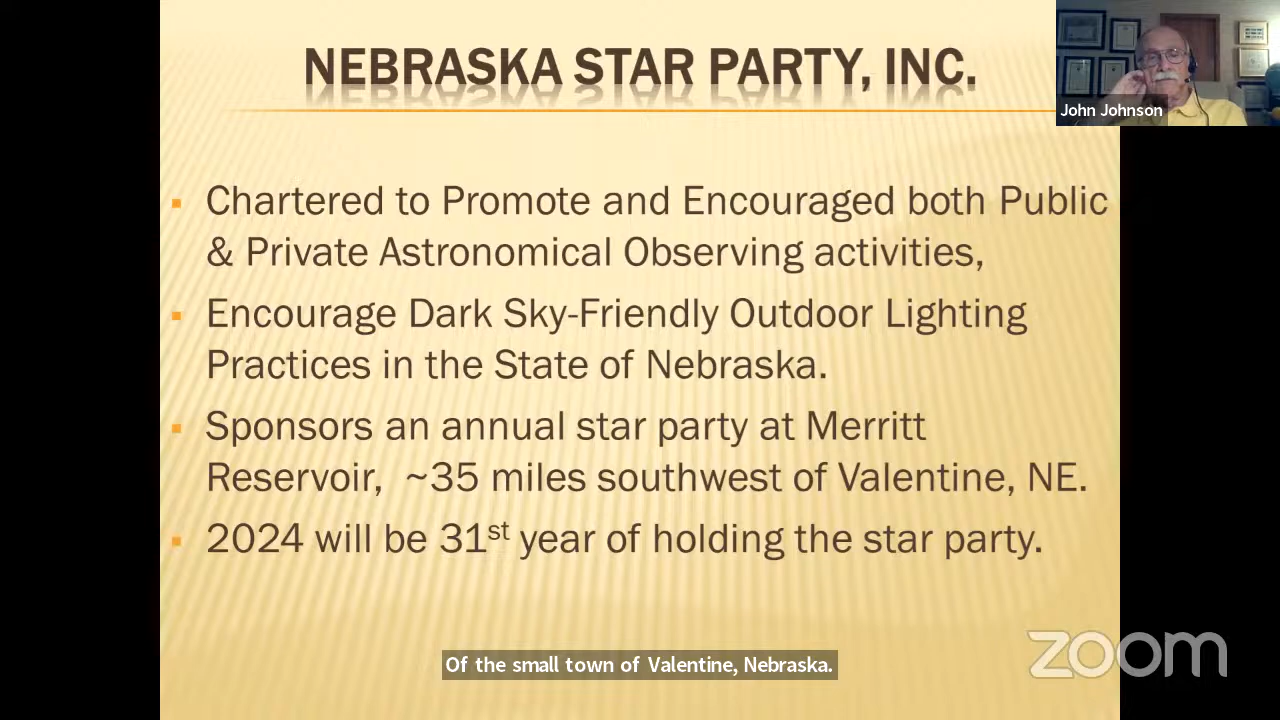 NEBRASKA STAR PARTY, INC.
John Johnson
▪ Chartered to Promote and Encouraged both Public
& Private Astronomical Observing activities,
▪ Encourage Dark Sky-Friendly Outdoor Lighting
Practices in the State of Nebraska.
▪ Sponsors an annual star party at Merritt
Reservoir, ~35 miles southwest of Valentine, NE.
▪ 2024 will be 31st year of holding the star party.
Of the small town of Valentine, Nebraska.
zoom